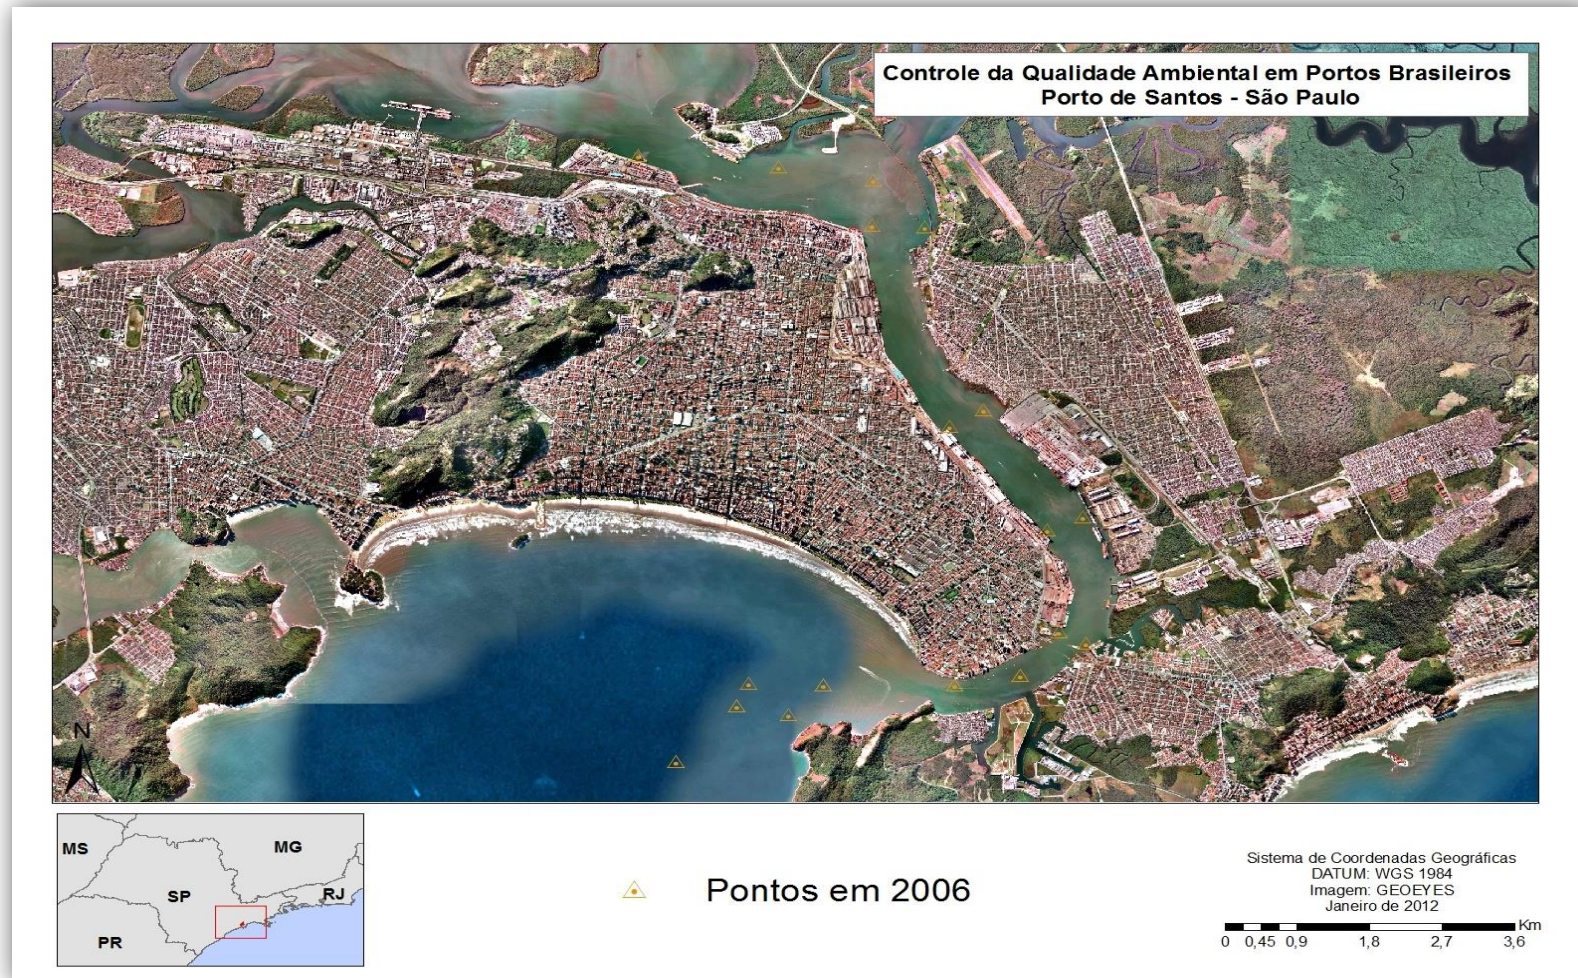 Controle da Qualidade Ambiental em Portos Brasileiros
Porto de Santos - São Paulo
N
MS
MG
SP
RJ
PR
Pontos em 2006
Sistema de Coordenadas Geográficas
DATUM: WGS 1984
Imagem: GEOEYES
Janeiro de 2012
Km
0 0,45 0,9 1,8 2,7 3,6